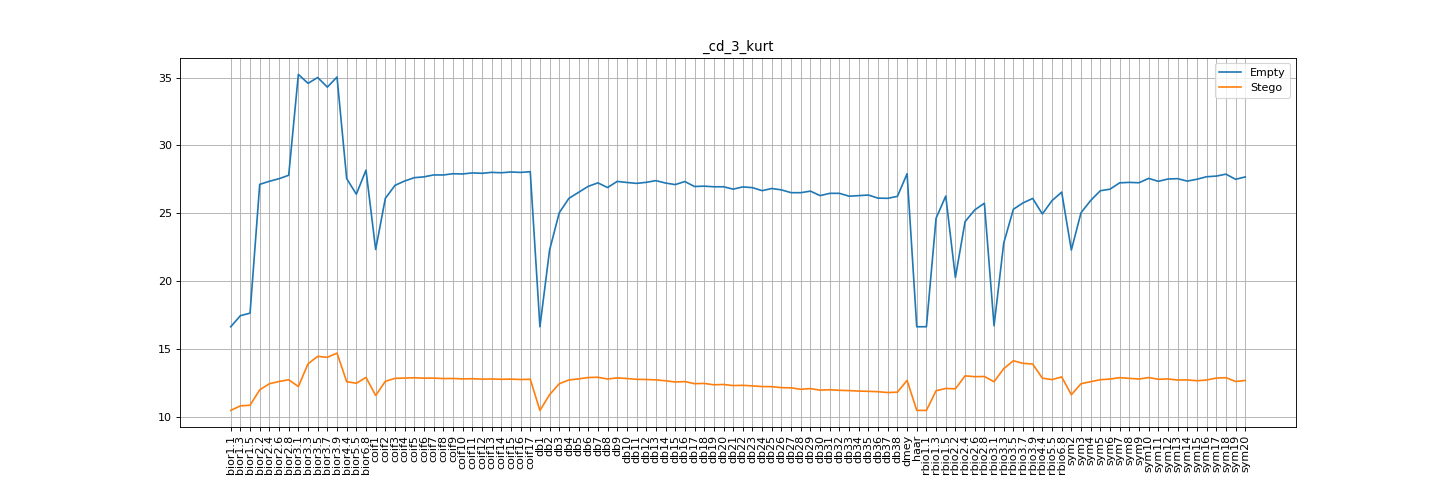 _cd_3_kurt
Empty
Stego
35
30
25
20
15
10
bior1.1
bior1.3
bior1.5
bior2.2
bior2.4
bior2.6
bior2.8
bior3.1
bior3.3
bior3.5
bior3.7
bior3.9
bior4.4
bior5.5
bior6.8
coif1
coif2
coif3
coif4
coif5
coif6
coif7
coif8
coif9
coif10
coif11
coif12
coif13
coif14
coif15
coif16
coif17
db1
db2
db3
db4
db5
db6
db7
db8
db9
db10
db11
db12
db13
db14
db15
db16
db17
db18
db19
db20
db21
db22
db23
db24
db25
db26
db27
db28
db29
db30
db31
db32
db33
db34
db35
db36
db37
db38
dmey
haar
rbio1.1
rbio1.3
rbio1.5
rbio2.2
rbio2.4
rbio2.6
rbio2.8
rbio3.1
rbio3.3
rbio3.5
rbio3.7
rbio3.9
rbio4.4
rbio5.5
rbio6.8
sym2
sym3
sym4
sym5
sym6
sym7
sym8
sym9
sym10
sym11
sym12
sym13
sym14
sym15
sym16
sym17
sym18
sym19
sym20